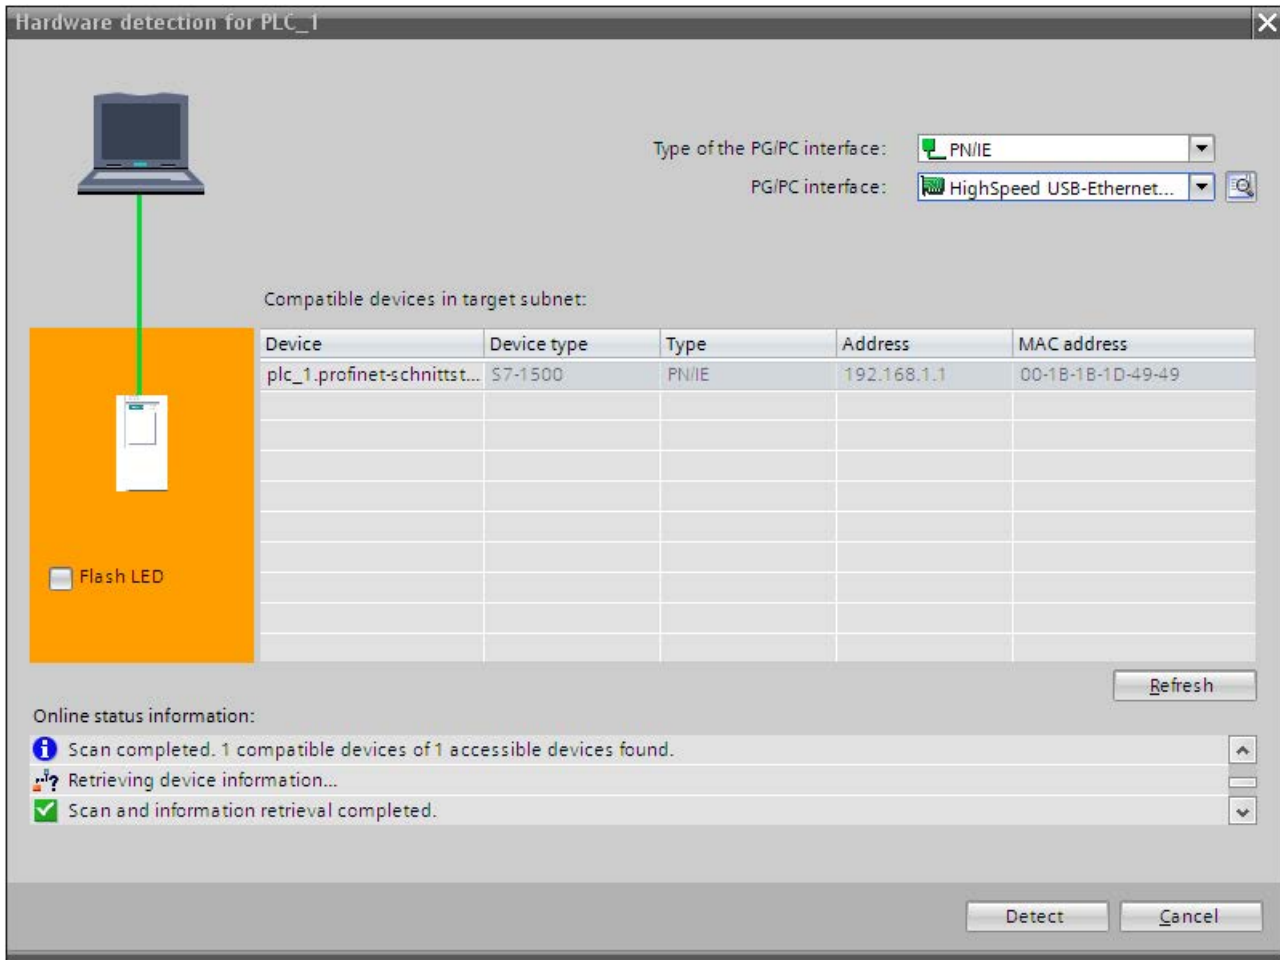 Hardware detection for PLC_1
Type of the PG/PC interface: PN/IE
PG/PC interface: HighSpeed USB-Ethernet...
Compatible devices in target subnet:
Device Device type Type Address MAC address
plc_1.profinet-schnittst... S7-1500 PN/IE 192.168.1.1 00-1B-1B-1D-49-49
Flash LED
Refresh
Online status information:
Scan completed. 1 compatible devices of 1 accessible devices found.
Retrieving device information...
Scan and information retrieval completed.
Detect Cancel